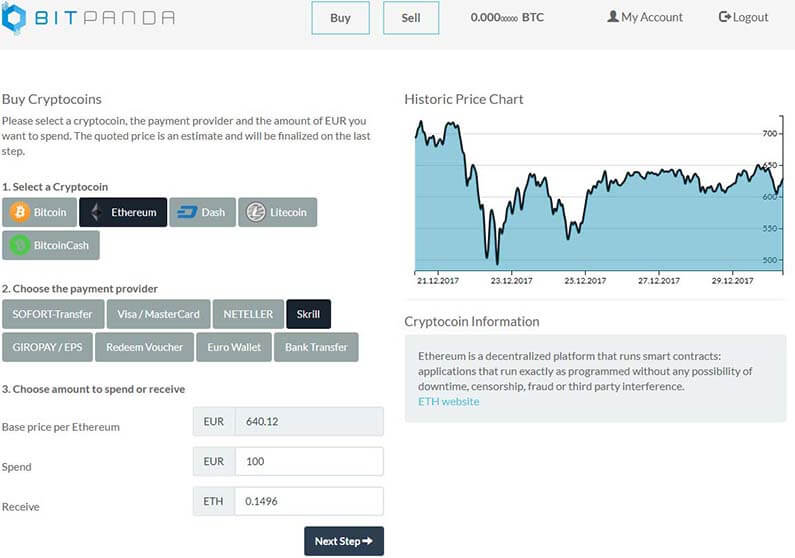 BITPANDA
Buy
Sell
0.00000000 BTC
My Account
Logout
Buy Cryptocoins
Please select a cryptocoin, the payment provider and the amount of EUR you
want to spend. The quoted price is an estimate and will be finalized on the last
step.
1. Select a Cryptocoin
Bitcoin
Ethereum
Dash
Litecoin
BitcoinCash
2. Choose the payment provider
SOFORT-Transfer
Visa / MasterCard
NETELLER
Skrill
GIROPAY / EPS
Redeem Voucher
Euro Wallet
Bank Transfer
3. Choose amount to spend or receive
Base price per Ethereum
EUR
640.12
Spend
EUR
100
Receive
ETH
0.1496
Next Step
Historic Price Chart
700
650
600
550
500
21.12.2017
23.12.2017
25.12.2017
27.12.2017
29.12.2017
Cryptocoin Information
Ethereum is a decentralized platform that runs smart contracts:
applications that run exactly as programmed without any possibility of
downtime, censorship, fraud or third party interference.
ETH website